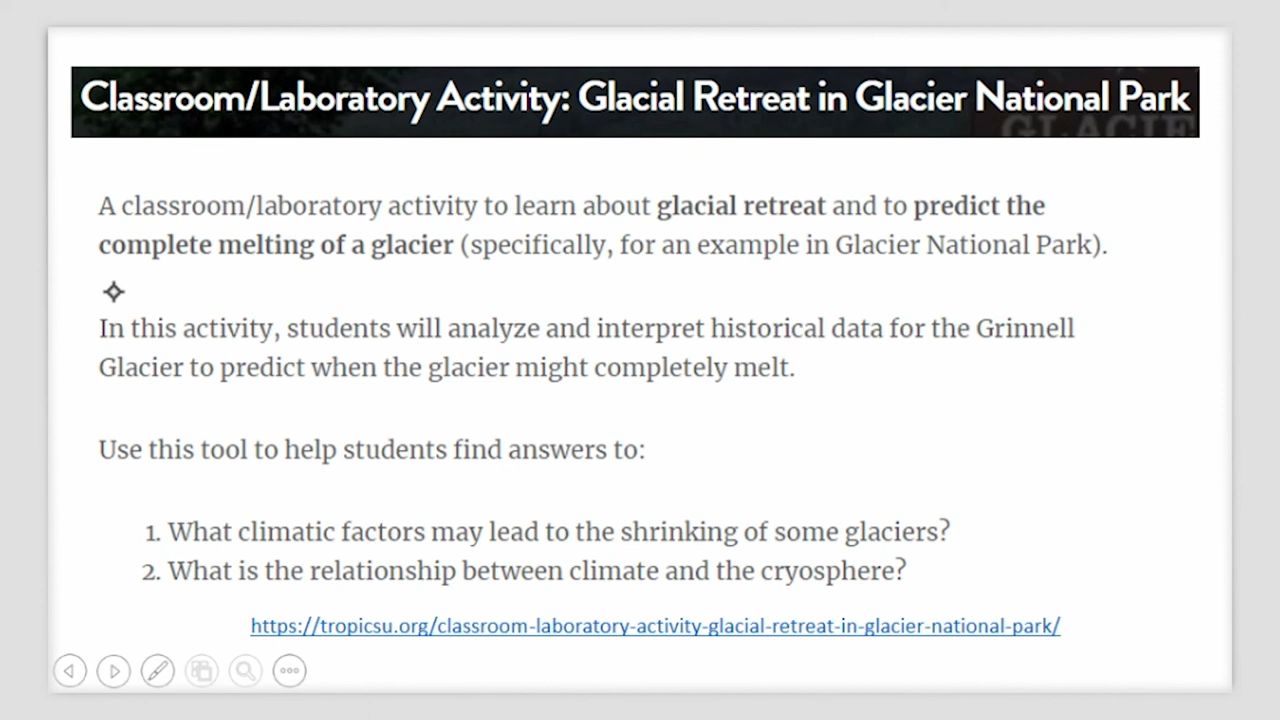 Classroom/Laboratory Activity: Glacial Retreat in Glacier National Park
GLACIE
A classroom/laboratory activity to learn about glacial retreat and to predict the
complete melting of a glacier (specifically, for an example in Glacier National Park).
In this activity, students will analyze and interpret historical data for the Grinnell
Glacier to predict when the glacier might completely melt.
Use this tool to help students find answers to:
1. What climatic factors may lead to the shrinking of some glaciers?
2. What is the relationship between climate and the cryosphere?
https://tropicsu.org/classroom-laboratory-activity-glacial-retreat-in-glacier-national-park/